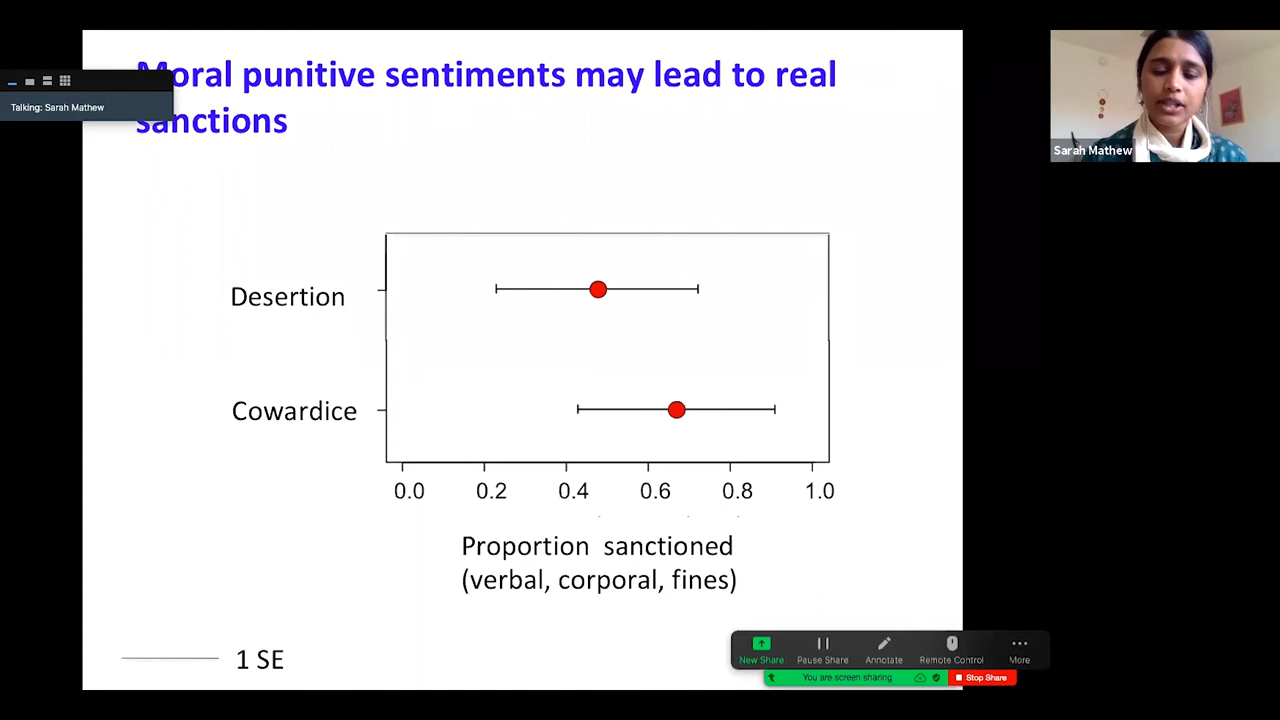 Moral punitive sentiments may lead to real
sanctions
Talking: Sarah Mathew
Sarah Mathew
Desertion
Cowardice
0.0 0.2 0.4 0.6 0.8 1.0
Proportion sanctioned
(verbal, corporal, fines)
1 SE
New Share Pause Share Annotate Remote Control More
You are screen sharing Stop Share